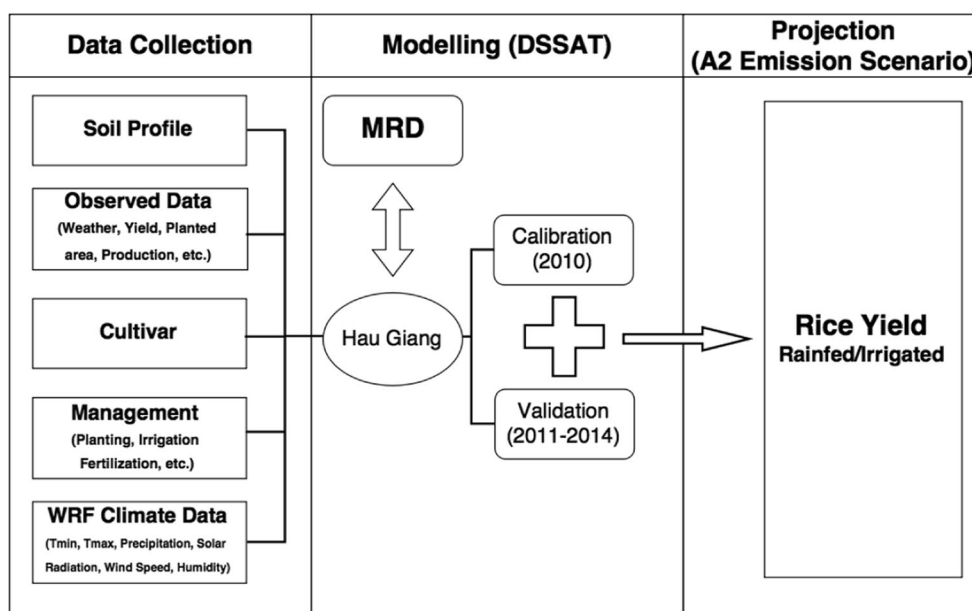 Data Collection
Modelling (DSSAT)
Projection
(A2 Emission Scenario)
Soil Profile
Observed Data
(Weather, Yield, Planted
area, Production, etc.)
Cultivar
Management
(Planting, Irrigation
Fertilization, etc.)
WRF Climate Data
(Tmin, Tmax, Precipitation, Solar
Radiation, Wind Speed, Humidity)
MRD
Hau Giang
Calibration
(2010)
Validation
(2011-2014)
Rice Yield
Rainfed/Irrigated